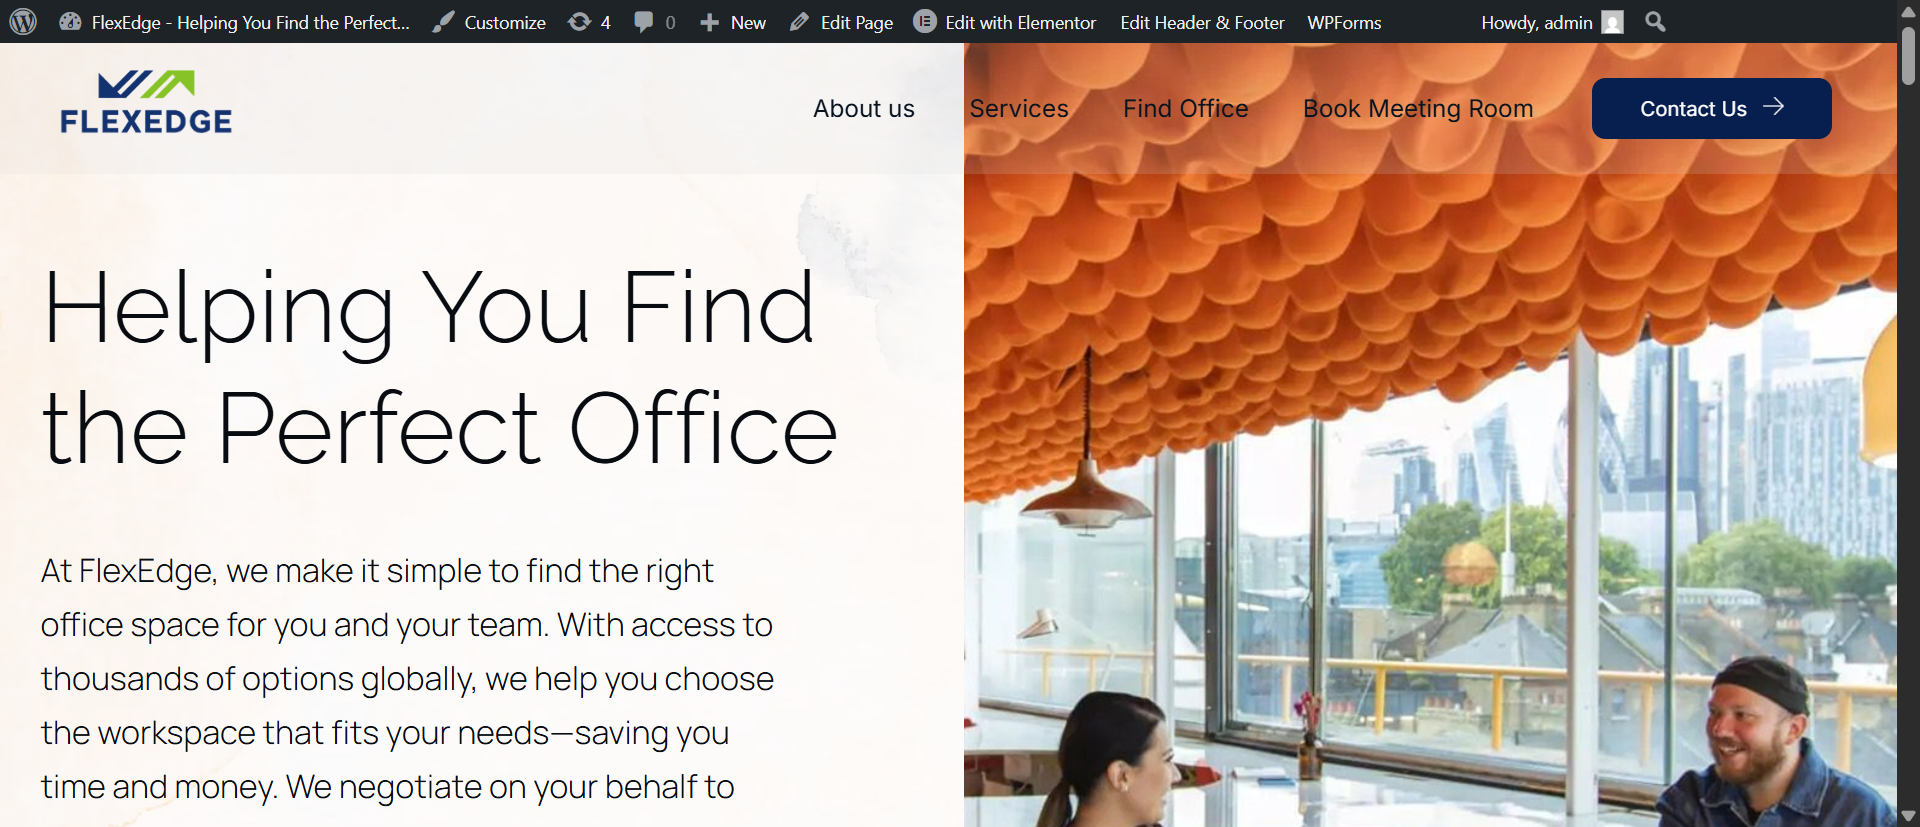 FlexEdge - Helping You Find the Perfect... Customize 4 0 New Edit Page Edit with Elementor Edit Header & Footer WPForms Howdy, admin
FLEXEDGE
About us Services Find Office Book Meeting Room Contact Us
Helping You Find
the Perfect Office
At FlexEdge, we make it simple to find the right
office space for you and your team. With access to
thousands of options globally, we help you choose
the workspace that fits your needs—saving you
time and money. We negotiate on your behalf to